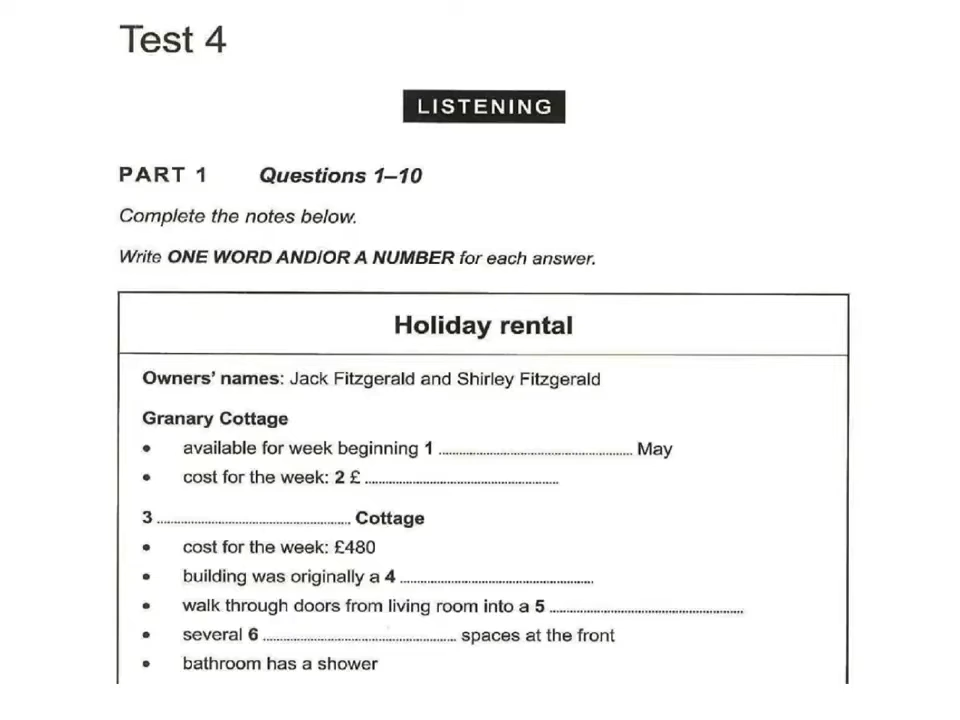 Test 4
LISTENING
PART 1 Questions 1–10
Complete the notes below.
Write ONE WORD AND/OR A NUMBER for each answer.
Holiday rental
Owners' names: Jack Fitzgerald and Shirley Fitzgerald
Granary Cottage
• available for week beginning 1 .................... May
• cost for the week: 2 £ ....................
3 .................... Cottage
• cost for the week: £480
• building was originally a 4 ....................
• walk through doors from living room into a 5 ....................
• several 6 .................... spaces at the front
• bathroom has a shower